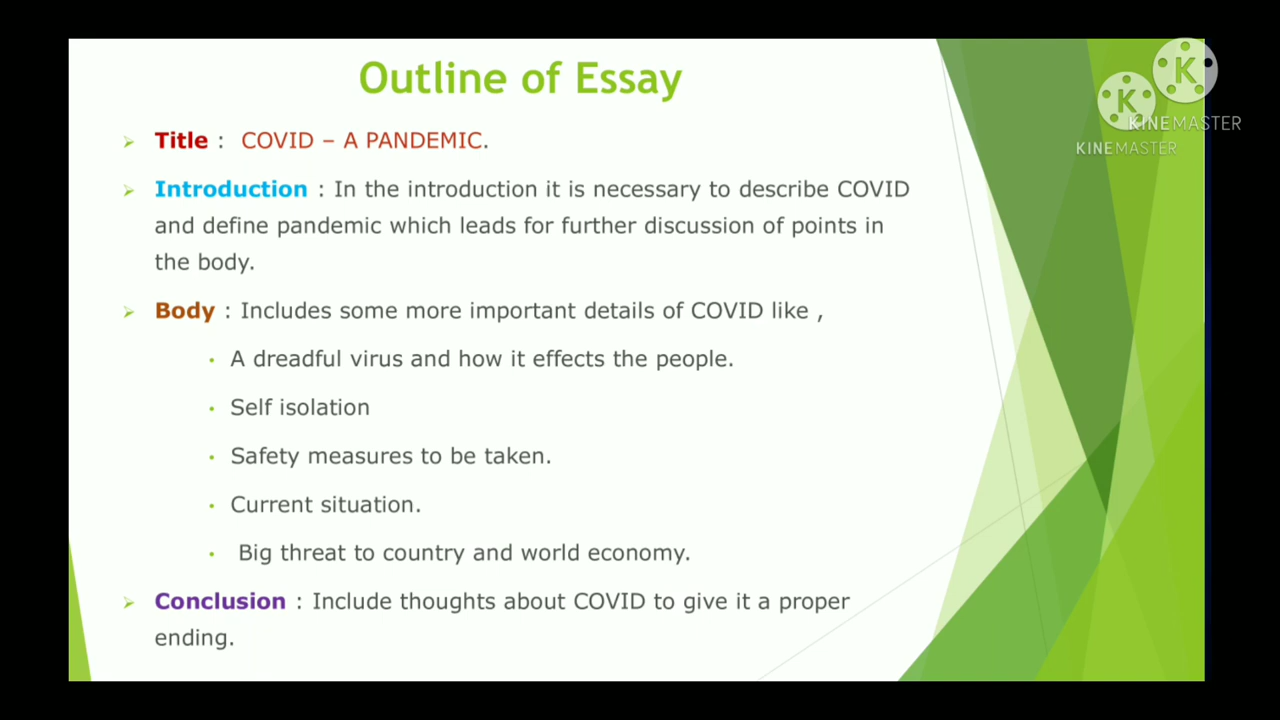 Outline of Essay
Title : COVID – A PANDEMIC.
Introduction : In the introduction it is necessary to describe COVID
and define pandemic which leads for further discussion of points in
the body.
Body : Includes some more important details of COVID like ,
A dreadful virus and how it effects the people.
Self isolation
Safety measures to be taken.
Current situation.
Big threat to country and world economy.
Conclusion : Include thoughts about COVID to give it a proper
ending.
K
KINEMASTER
K
KINEMASTER